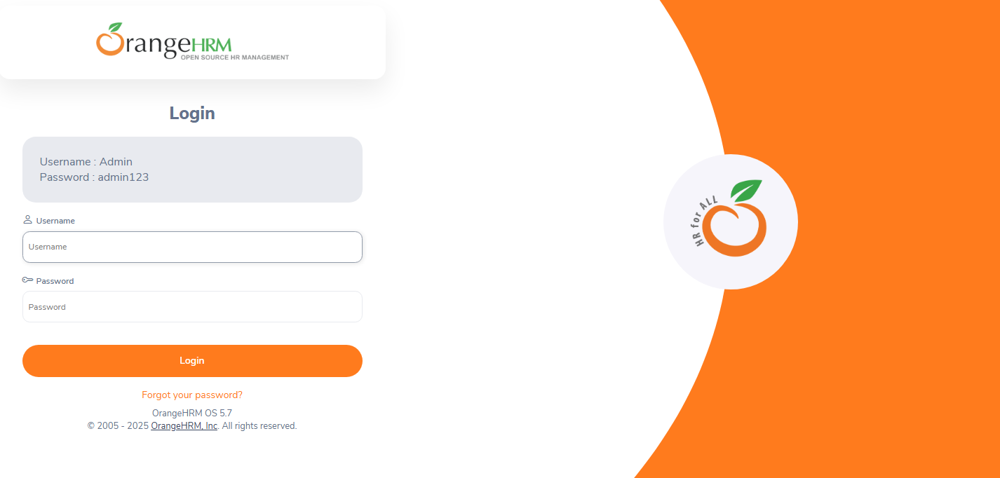 OrangeHRM
OPEN SOURCE HR MANAGEMENT
Login
Username : Admin
Password : admin123
Username
Username
Password
Password
Login
Forgot your password?
OrangeHRM OS 5.7
© 2005 - 2025 OrangeHRM, Inc. All rights reserved.
HR for ALL